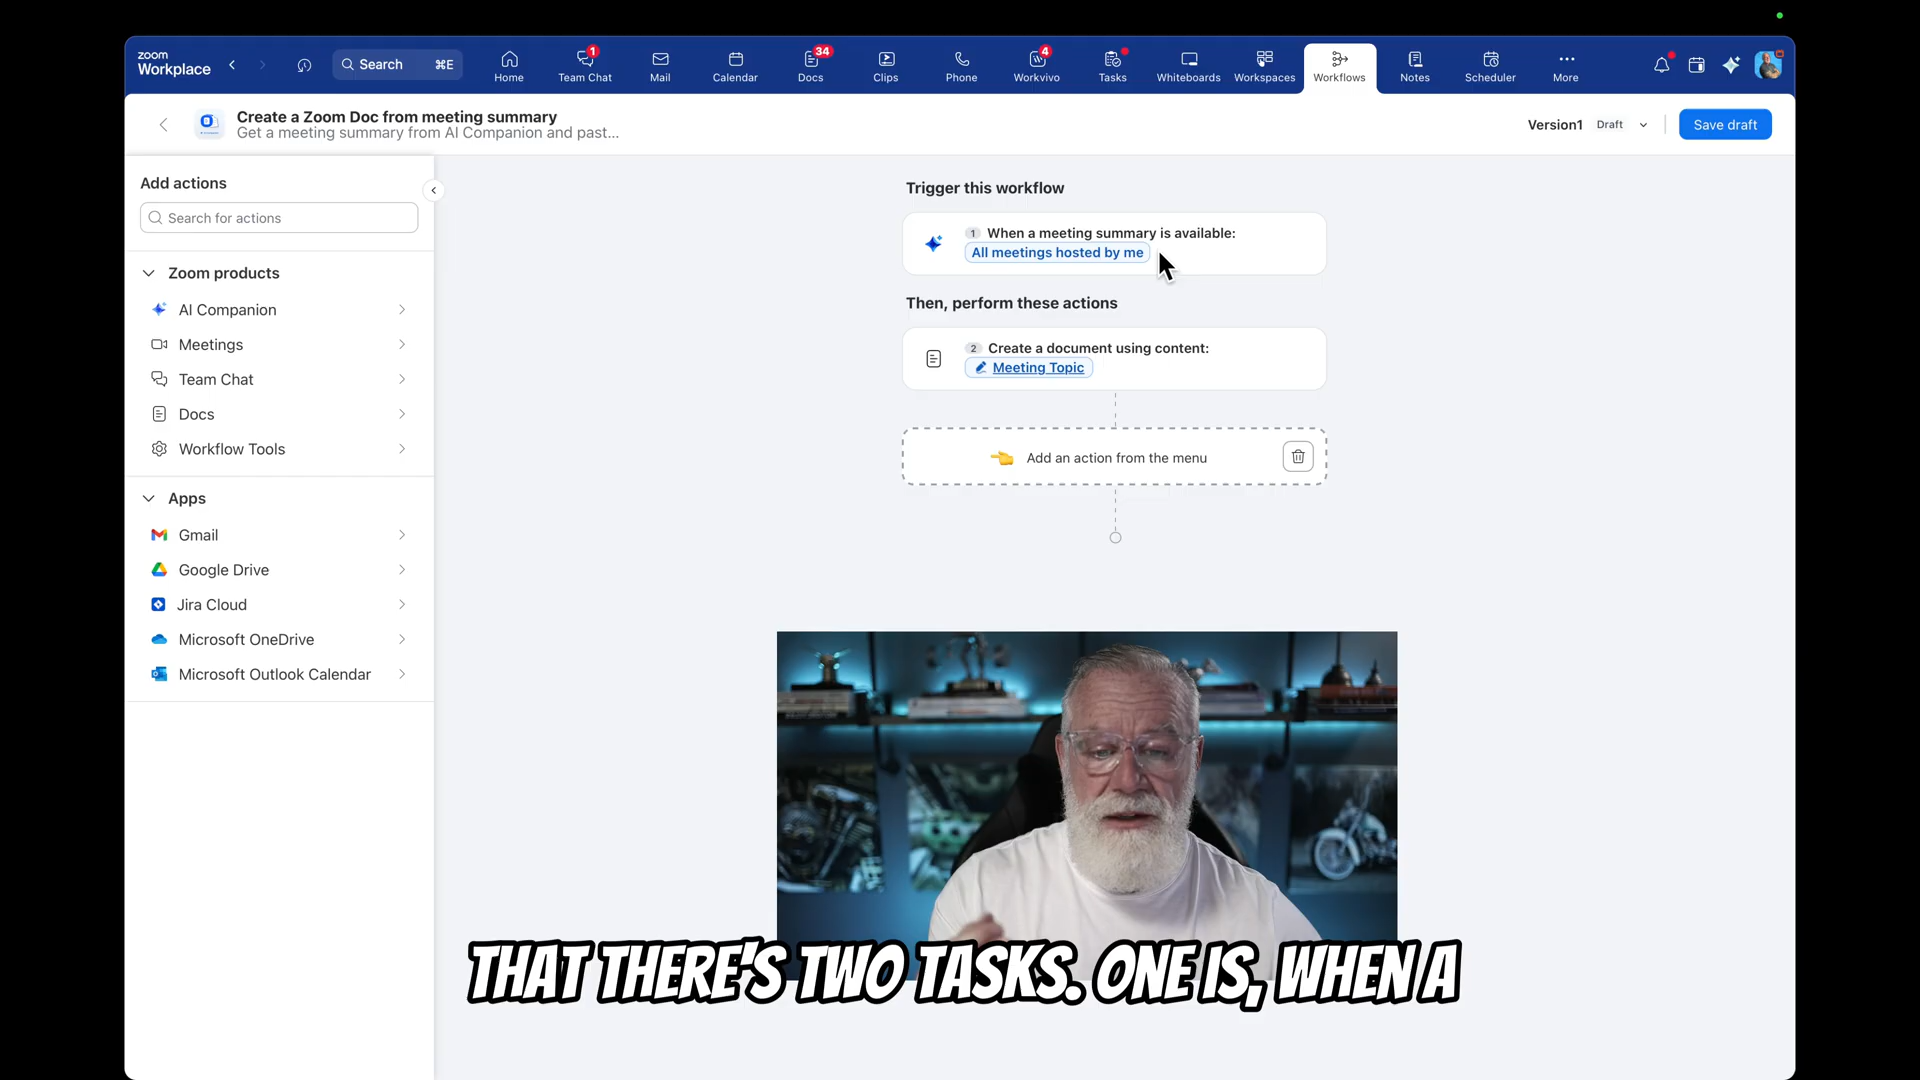 zoom
Workplace
Search ⌘E
Home
1
Team Chat
Mail
Calendar
34
Docs
Clips
Phone
4
Workvivo
Tasks
Whiteboards
Workspaces
Workflows
Notes
Scheduler
More
Create a Zoom Doc from meeting summary
Get a meeting summary from AI Companion and past...
Version1 Draft
Save draft
Add actions
Search for actions
Zoom products
AI Companion
Meetings
Team Chat
Docs
Workflow Tools
Apps
Gmail
Google Drive
Jira Cloud
Microsoft OneDrive
Microsoft Outlook Calendar
Trigger this workflow
1 When a meeting summary is available:
All meetings hosted by me
Then, perform these actions
2 Create a document using content:
Meeting Topic
Add an action from the menu
THAT THERE'S TWO TASKS. ONE IS, WHEN A